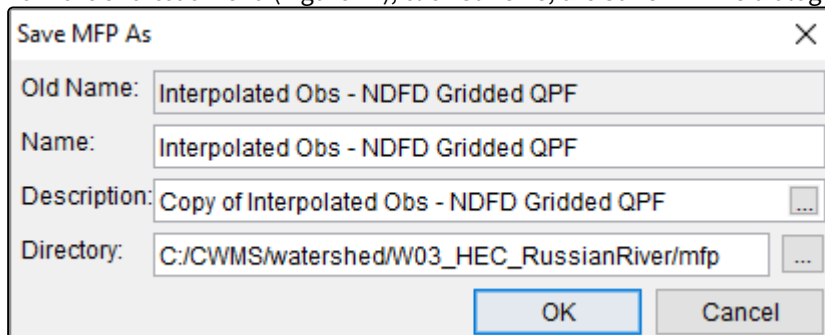 Save MFP As
Old Name: Interpolated Obs - NDFD Gridded QPF
Name: Interpolated Obs - NDFD Gridded QPF
Description: Copy of Interpolated Obs - NDFD Gridded QPF ...
Directory: C:/CWMS/watershed/W03_HEC_RussianRiver/mfp ...
OK Cancel